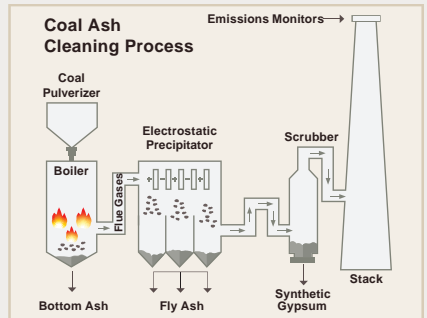 Coal Ash
Cleaning Process
Emissions Monitors
Coal
Pulverizer
Electrostatic
Precipitator
Scrubber
Boiler
Flue Gases
Stack
Bottom Ash
Fly Ash
Synthetic
Gypsum